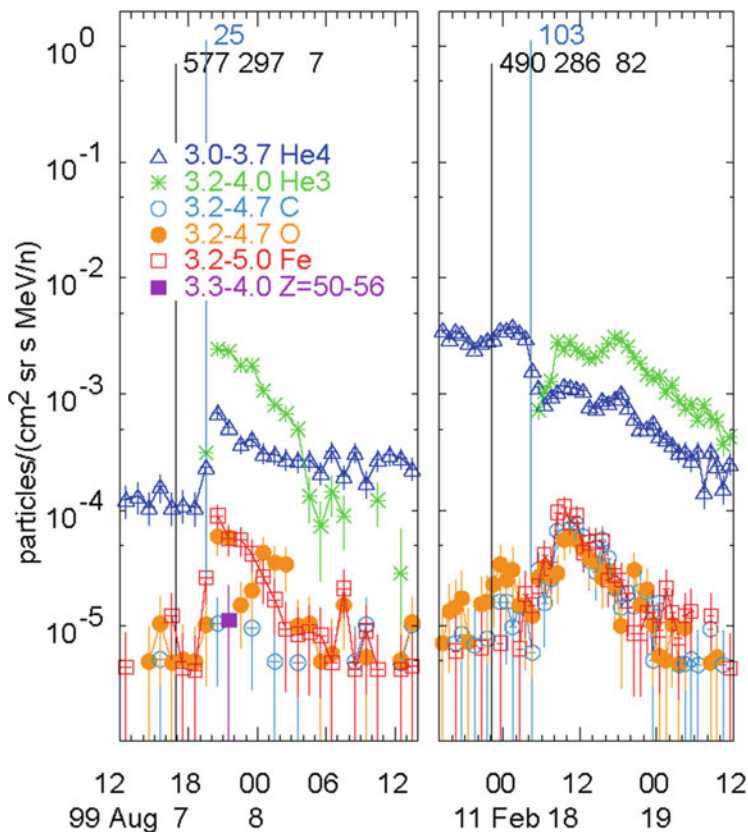 25
577 297 7
103
490 286 82
10⁰
10⁻¹
10⁻²
10⁻³
10⁻⁴
10⁻⁵
particles/(cm² sr s MeV/n)
3.0-3.7 He4
3.2-4.0 He3
3.2-4.7 C
3.2-4.7 O
3.2-5.0 Fe
3.3-4.0 Z=50-56
12 18 00 06 12
99 Aug 7 8
00 12 00 12
11 Feb 18 19